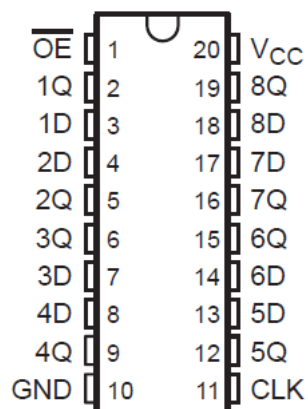 O̅E̅ 1 20 VCC
1Q 2 19 8Q
1D 3 18 8D
2D 4 17 7D
2Q 5 16 7Q
3Q 6 15 6Q
3D 7 14 6D
4D 8 13 5D
4Q 9 12 5Q
GND 10 11 CLK